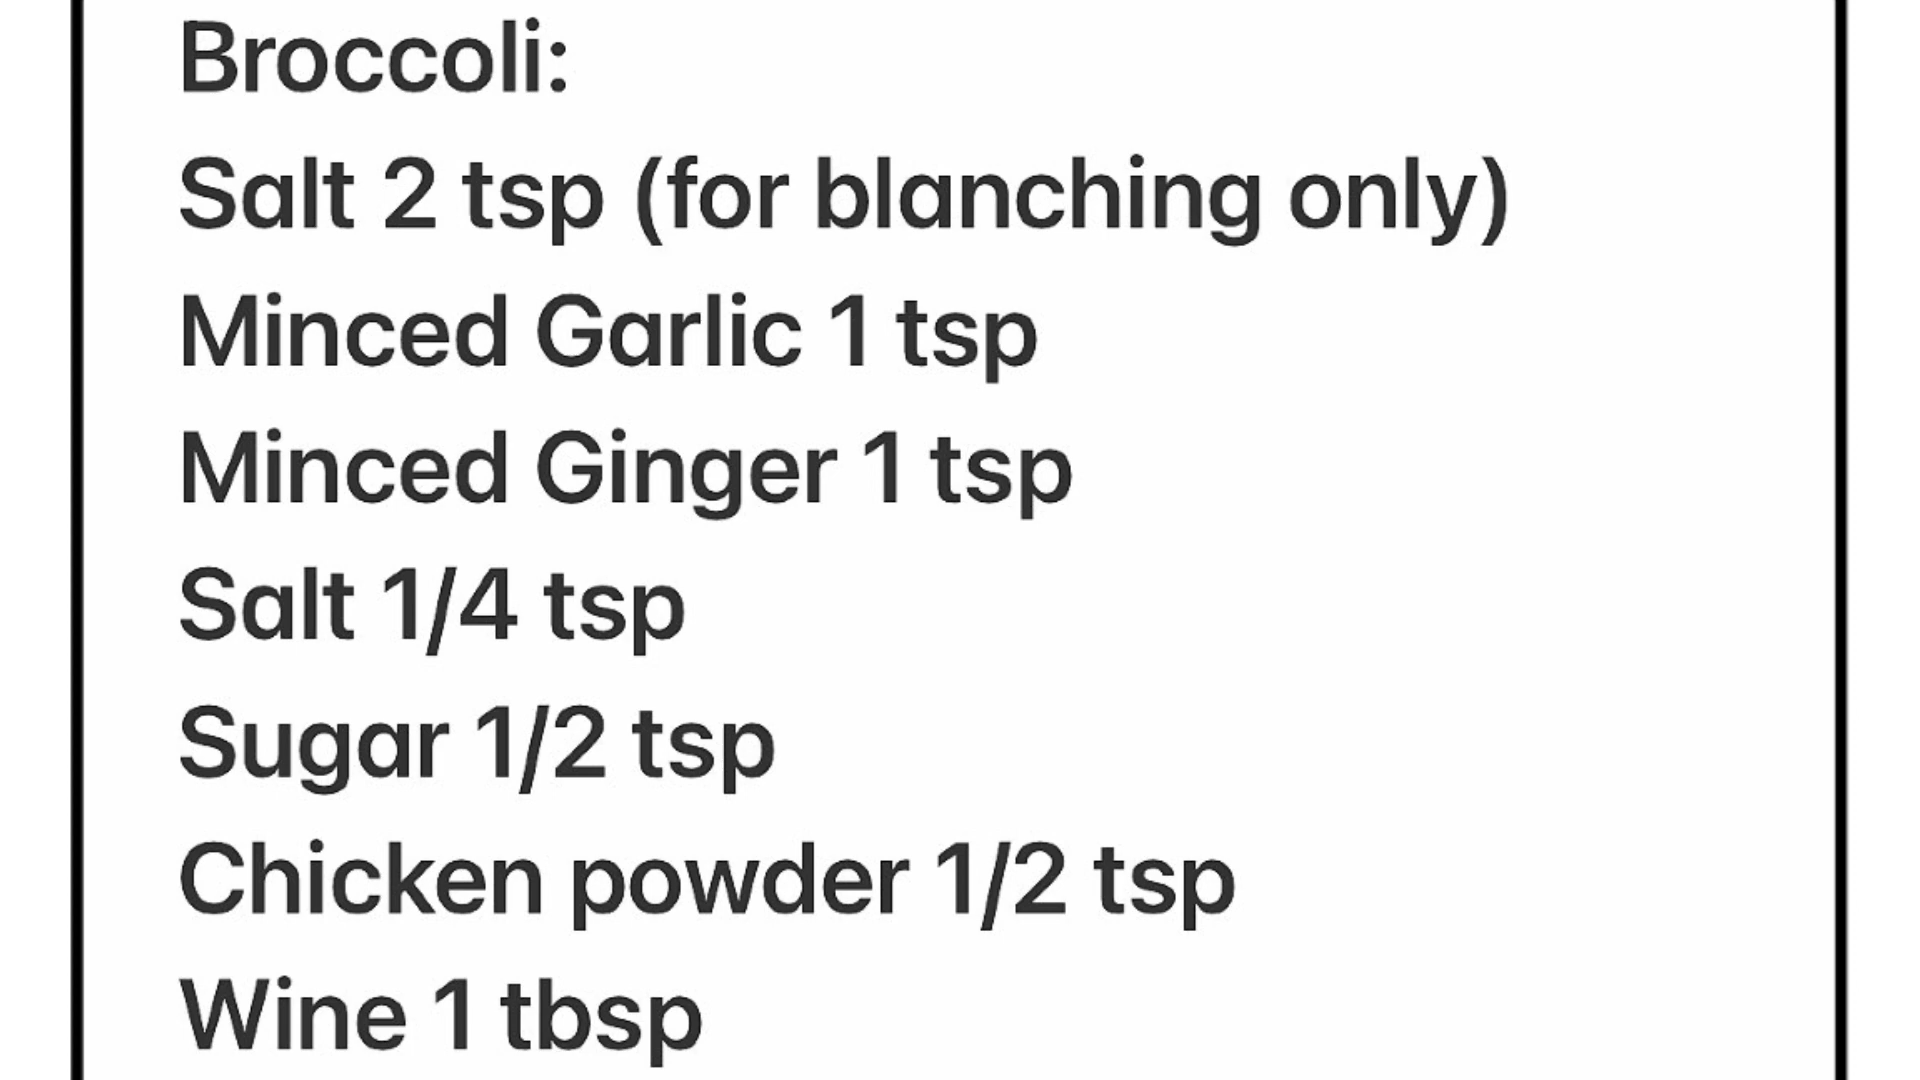 Broccoli:
Salt 2 tsp (for blanching only)
Minced Garlic 1 tsp
Minced Ginger 1 tsp
Salt 1/4 tsp
Sugar 1/2 tsp
Chicken powder 1/2 tsp
Wine 1 tbsp